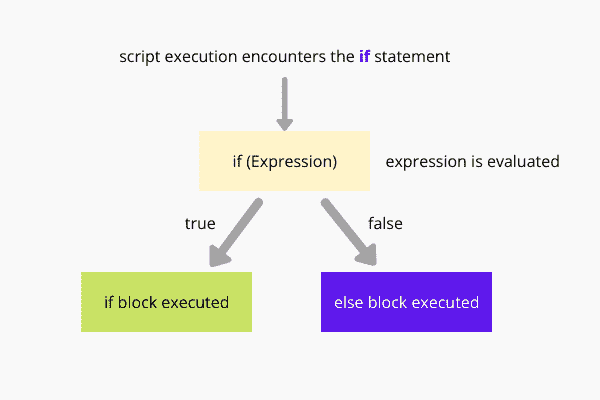 script execution encounters the if statement
if (Expression)
expression is evaluated
true
false
if block executed
else block executed